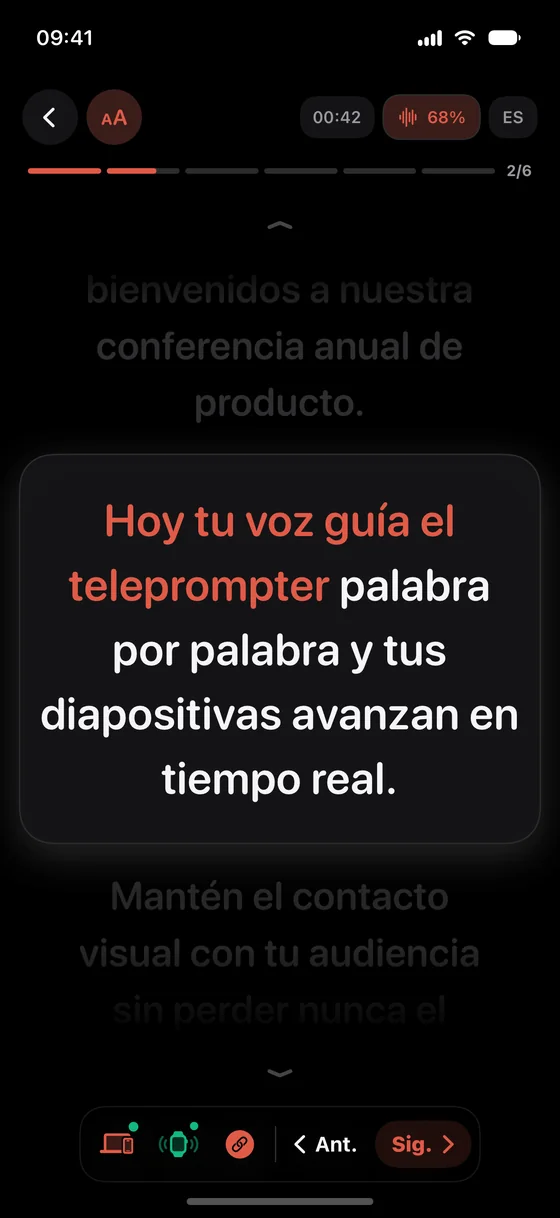 09:41
AA
00:42
68%
ES
2/6
bienvenidos a nuestra
conferencia anual de
producto.
Hoy tu voz guía el
teleprompter palabra
por palabra y tus
diapositivas avanzan en
tiempo real.
Mantén el contacto
visual con tu audiencia
sin perder nunca el
Ant.
Sig.